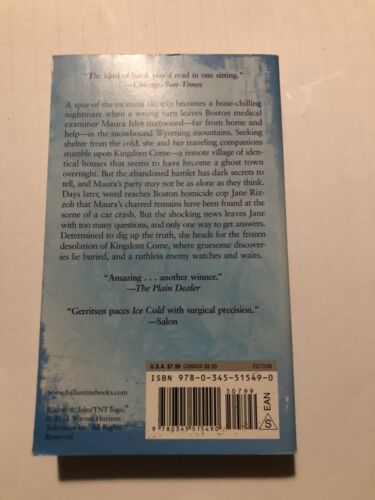 "The kind of book you'd read in one sitting."
—Chicago Sun-Times
A spur-of-the-moment ski trip becomes a bone-chilling
nightmare when a wrong turn leaves Boston medical
examiner Maura Isles marooned—far from home and
help—in the snowbound Wyoming mountains. Seeking
shelter from the cold, she and her traveling companions
stumble upon Kingdom Come—a remote village of iden-
tical houses that seems to have become a ghost town
overnight. But the abandoned hamlet has dark secrets to
tell, and Maura's party may not be as alone as they think.
Days later, word reaches Boston homicide cop Jane Riz-
zoli that Maura's charred remains have been found at the
scene of a car crash. But the shocking news leaves Jane
with too many questions, and only one way to get answers.
Determined to dig up the truth, she heads for the frozen
desolation of Kingdom Come, where gruesome discover-
ies lie buried, and a ruthless enemy watches and waits.
"Amazing . . . another winner."
—The Plain Dealer
"Gerritsen paces Ice Cold with surgical precision."
—Salon
U.S.A. $7.99 CANADA $8.99 FICTION
ISBN 978-0-345-51549-0
50799
9 780345 515490
S EAN
www.ballantinebooks.com
& Isles/TNT logo
Warner Horizon
Television Inc. All Rights
Reserved.